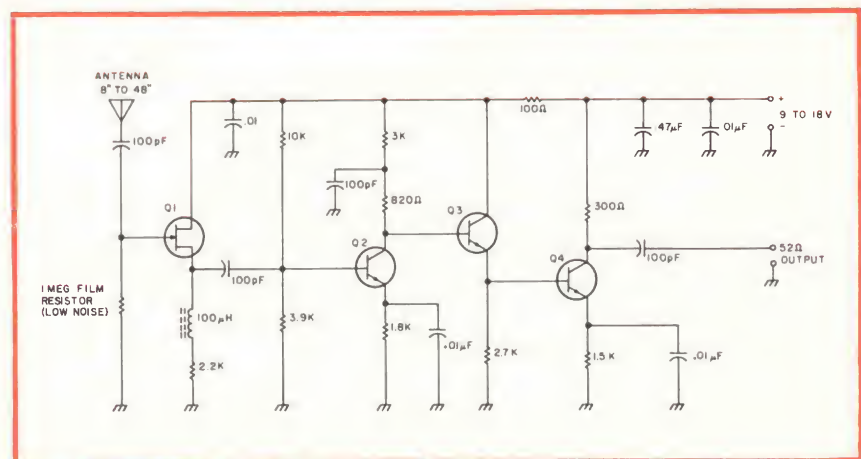 ANTENNA
8" TO 48"
100pF
Q1
1 MEG FILM
RESISTOR
(LOW NOISE)
100μH
2.2K
.01
100pF
10K
3.9K
3K
100pF
820Ω
Q2
1.8K
.01μF
Q3
2.7K
100Ω
Q4
300Ω
1.5K
.01μF
.47μF
.01μF
+
9 TO 18V
-
100pF
52Ω
OUTPUT